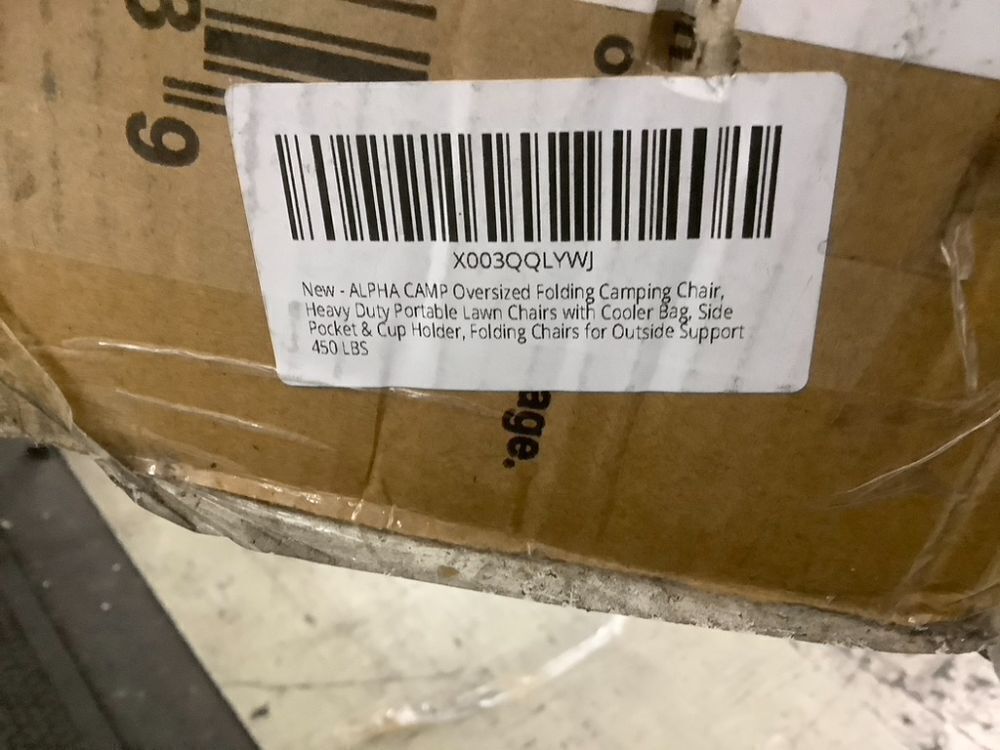 39
X003QQLYWJ
New - ALPHA CAMP Oversized Folding Camping Chair,
Heavy Duty Portable Lawn Chairs with Cooler Bag, Side
Pocket & Cup Holder, Folding Chairs for Outside Support
450 LBS
age.